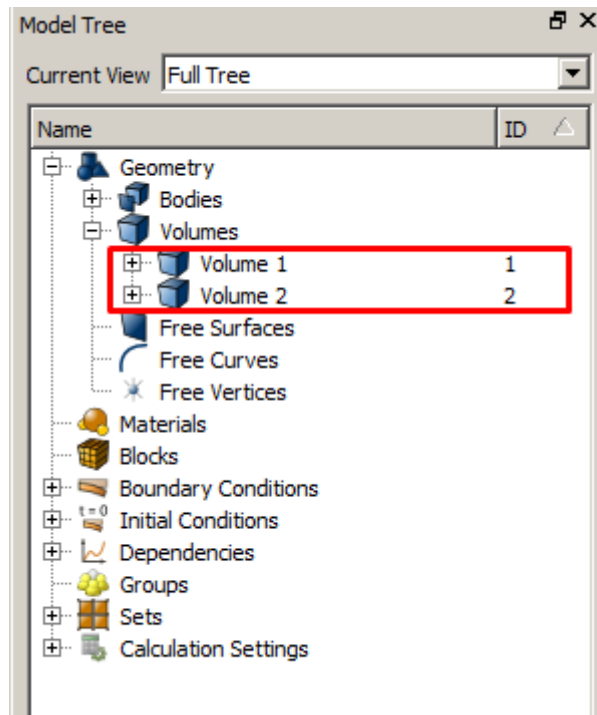 Model Tree
Current View Full Tree
Name ID
Geometry
Bodies
Volumes
Volume 1 1
Volume 2 2
Free Surfaces
Free Curves
Free Vertices
Materials
Blocks
Boundary Conditions
t=0 Initial Conditions
Dependencies
Groups
Sets
Calculation Settings